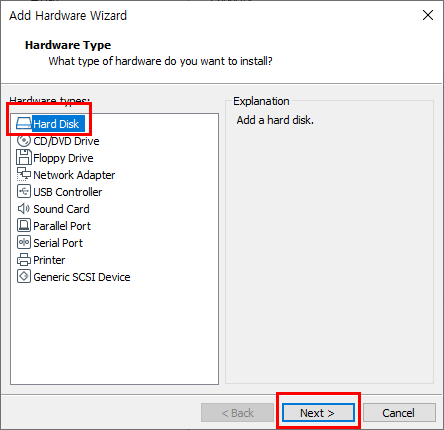 Add Hardware Wizard
Hardware Type
What type of hardware do you want to install?
Hardware types:
Hard Disk
CD/DVD Drive
Floppy Drive
Network Adapter
USB Controller
Sound Card
Parallel Port
Serial Port
Printer
Generic SCSI Device
Explanation
Add a hard disk.
< Back
Next >
Cancel